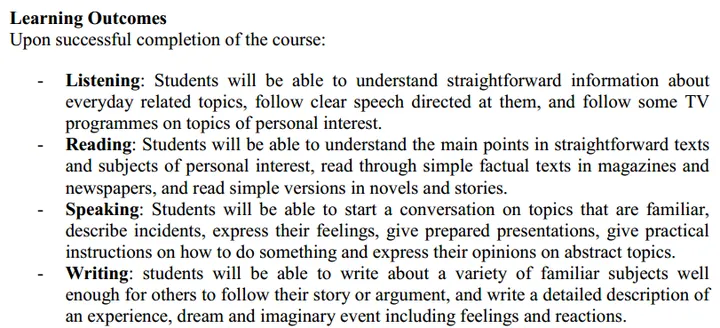 Learning Outcomes
Upon successful completion of the course:
- Listening: Students will be able to understand straightforward information about
everyday related topics, follow clear speech directed at them, and follow some TV
programmes on topics of personal interest.
- Reading: Students will be able to understand the main points in straightforward texts
and subjects of personal interest, read through simple factual texts in magazines and
newspapers, and read simple versions in novels and stories.
- Speaking: Students will be able to start a conversation on topics that are familiar,
describe incidents, express their feelings, give prepared presentations, give practical
instructions on how to do something and express their opinions on abstract topics.
- Writing: students will be able to write about a variety of familiar subjects well
enough for others to follow their story or argument, and write a detailed description of
an experience, dream and imaginary event including feelings and reactions.